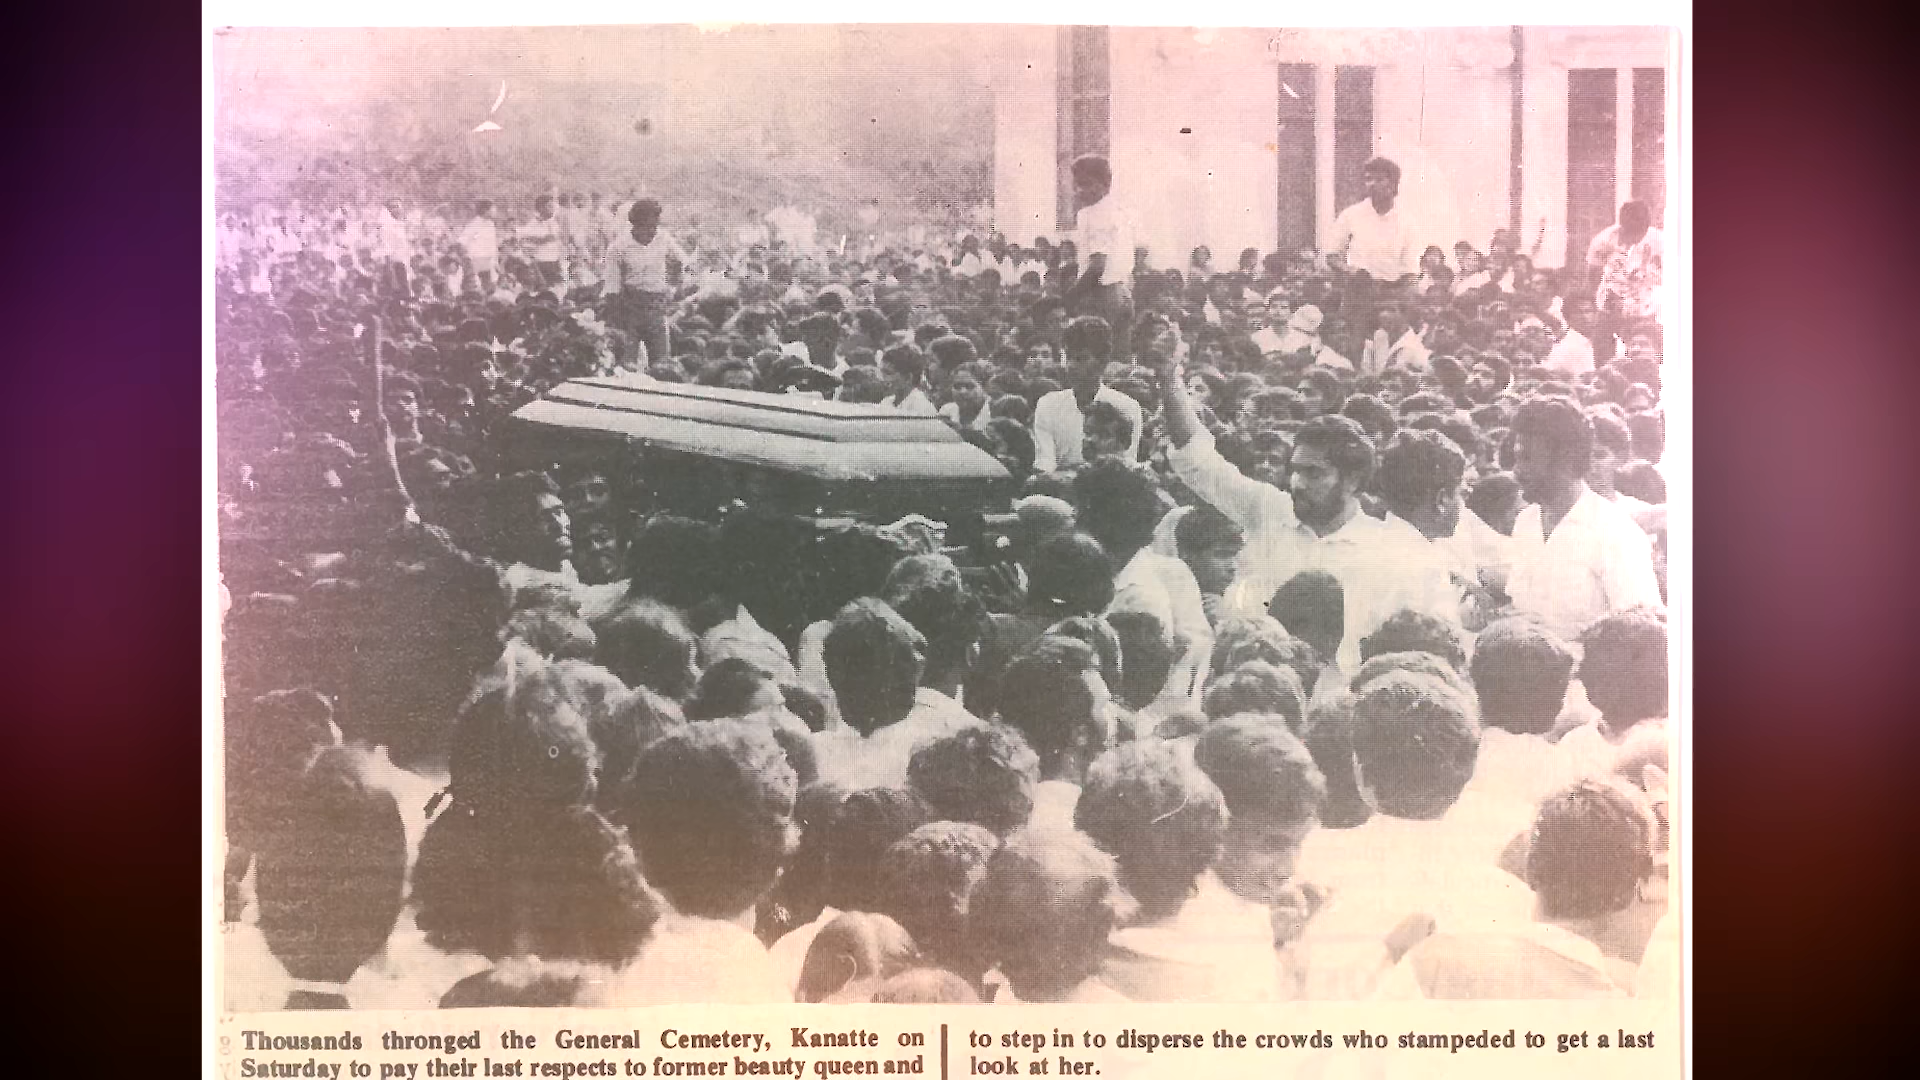 Thousands thronged the General Cemetery, Kanatte on
Saturday to pay their last respects to former beauty queen and
to step in to disperse the crowds who stampeded to get a last
look at her.